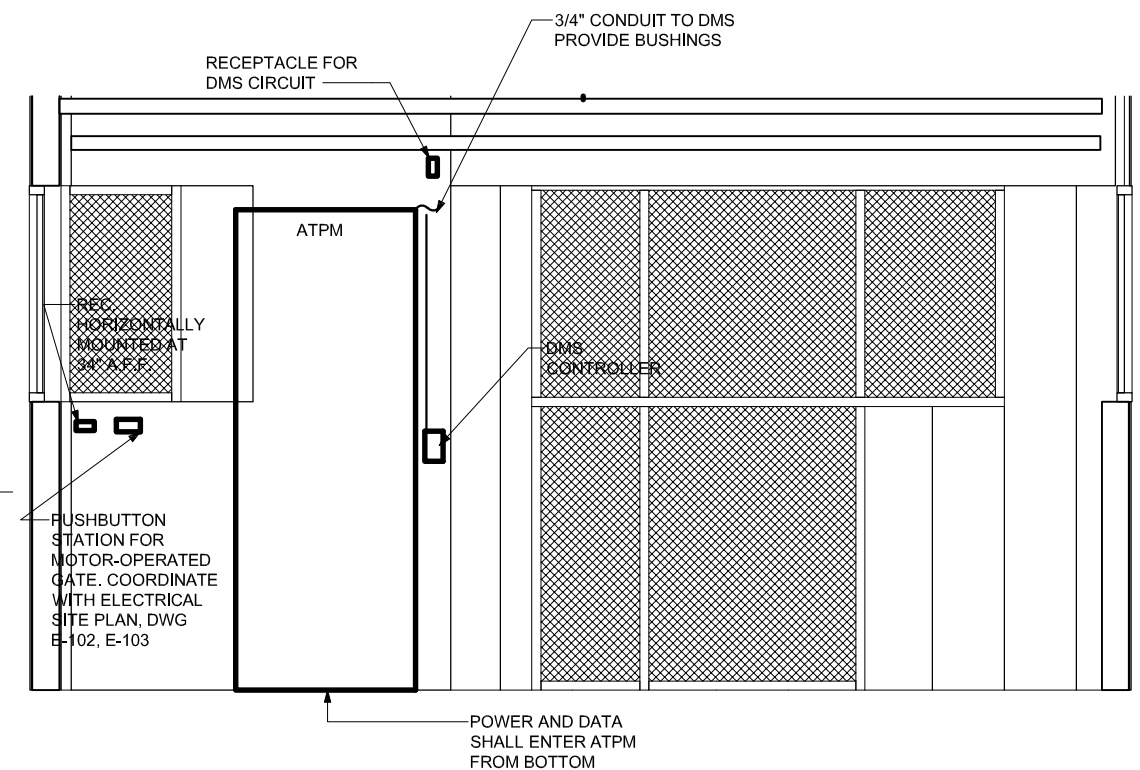 3/4" CONDUIT TO DMS
PROVIDE BUSHINGS
RECEPTACLE FOR
DMS CIRCUIT
ATPM
REC.
HORIZONTALLY
MOUNTED AT
34" A.F.F.
DMS
CONTROLLER
PUSHBUTTON
STATION FOR
MOTOR-OPERATED
GATE. COORDINATE
WITH ELECTRICAL
SITE PLAN, DWG
E-102, E-103
POWER AND DATA
SHALL ENTER ATPM
FROM BOTTOM